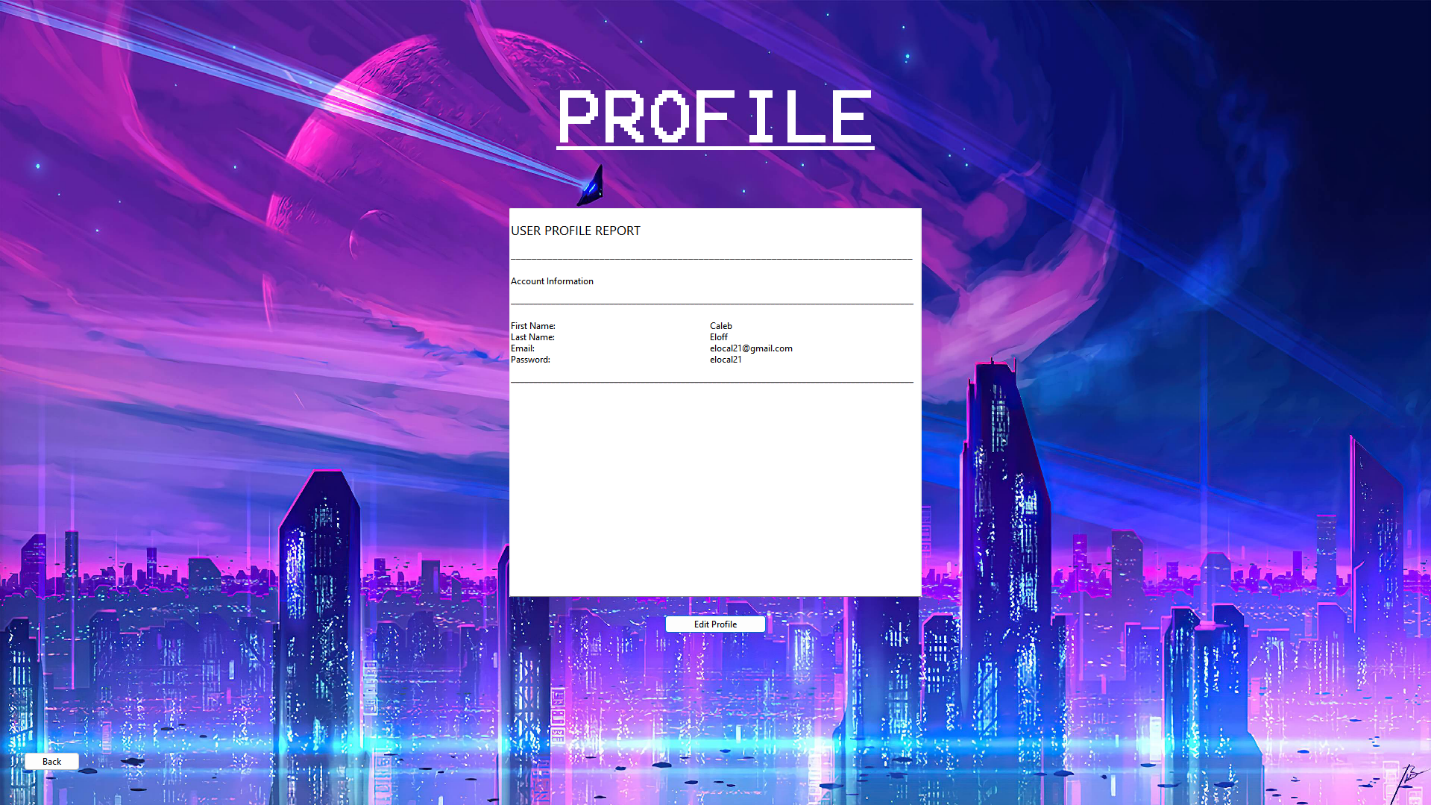 PROFILE
USER PROFILE REPORT
Account Information
First Name: Caleb
Last Name: Eloff
Email: elocal21@gmail.com
Password: elocal21
Edit Profile
Back